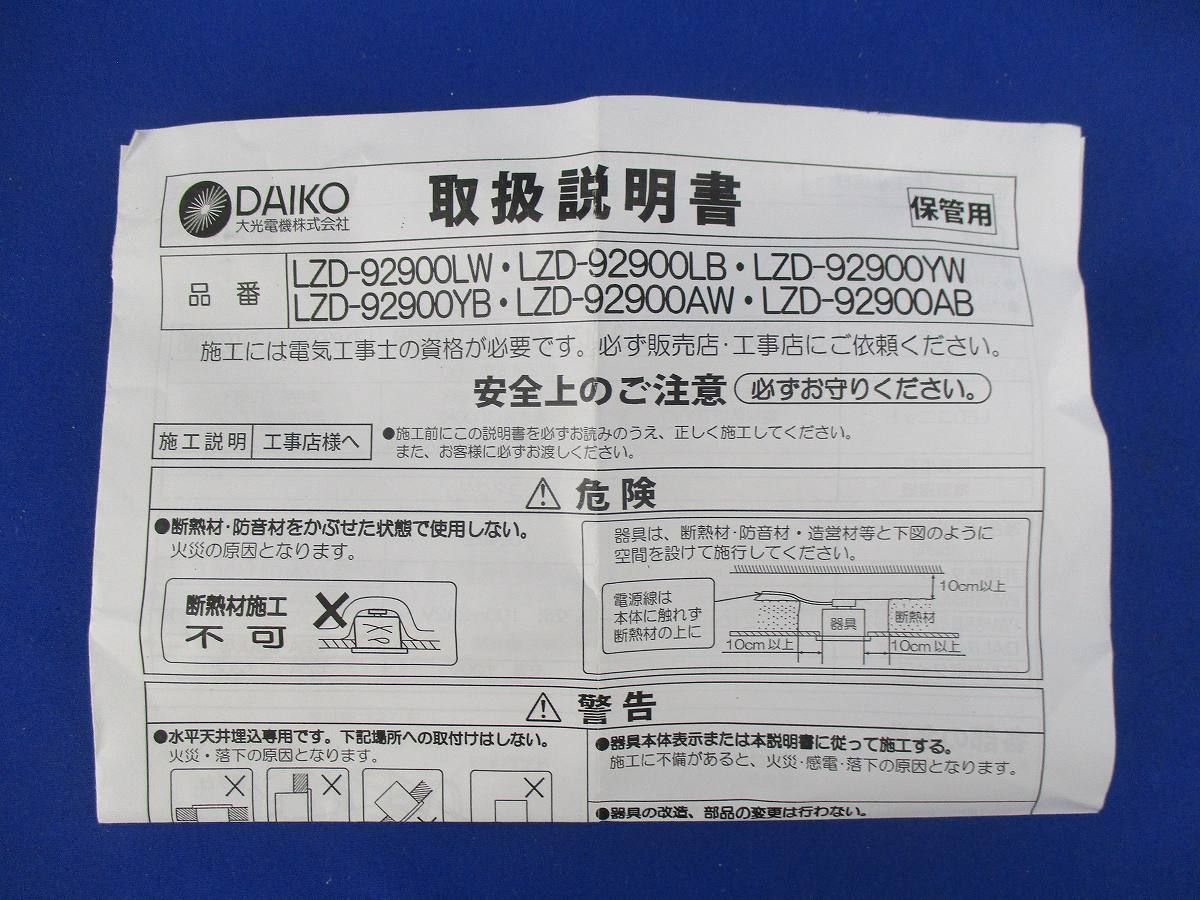 DAIKO
大光電機株式会社
取扱説明書
保管用
品番
LZD-92900LW・LZD-92900LB・LZD-92900YW
LZD-92900YB・LZD-92900AW・LZD-92900AB
施工には電気工事士の資格が必要です。必ず販売店・工事店にご依頼ください。
安全上のご注意 必ずお守りください。
施工説明 工事店様へ
●施工前にこの説明書を必ずお読みのうえ、正しく施工してください。
また、お客様に必ずお渡しください。
危険
●断熱材・防音材をかぶせた状態で使用しない。
火災の原因となります。
断熱材施工
不可
器具は、断熱材・防音材・造営材等と下図のように
空間を設けて施行してください。
電源線は
本体に触れず
断熱材の上に
10cm以上
器具
断熱材
10cm以上
10cm以上
警告
●水平天井埋込専用です。下記場所への取付けはしない。
火災・落下の原因となります。
●器具本体表示または本説明書に従って施工する。
施工に不備があると、火災・感電・落下の原因となります。
●器具の改造、部品の変更は行わない。